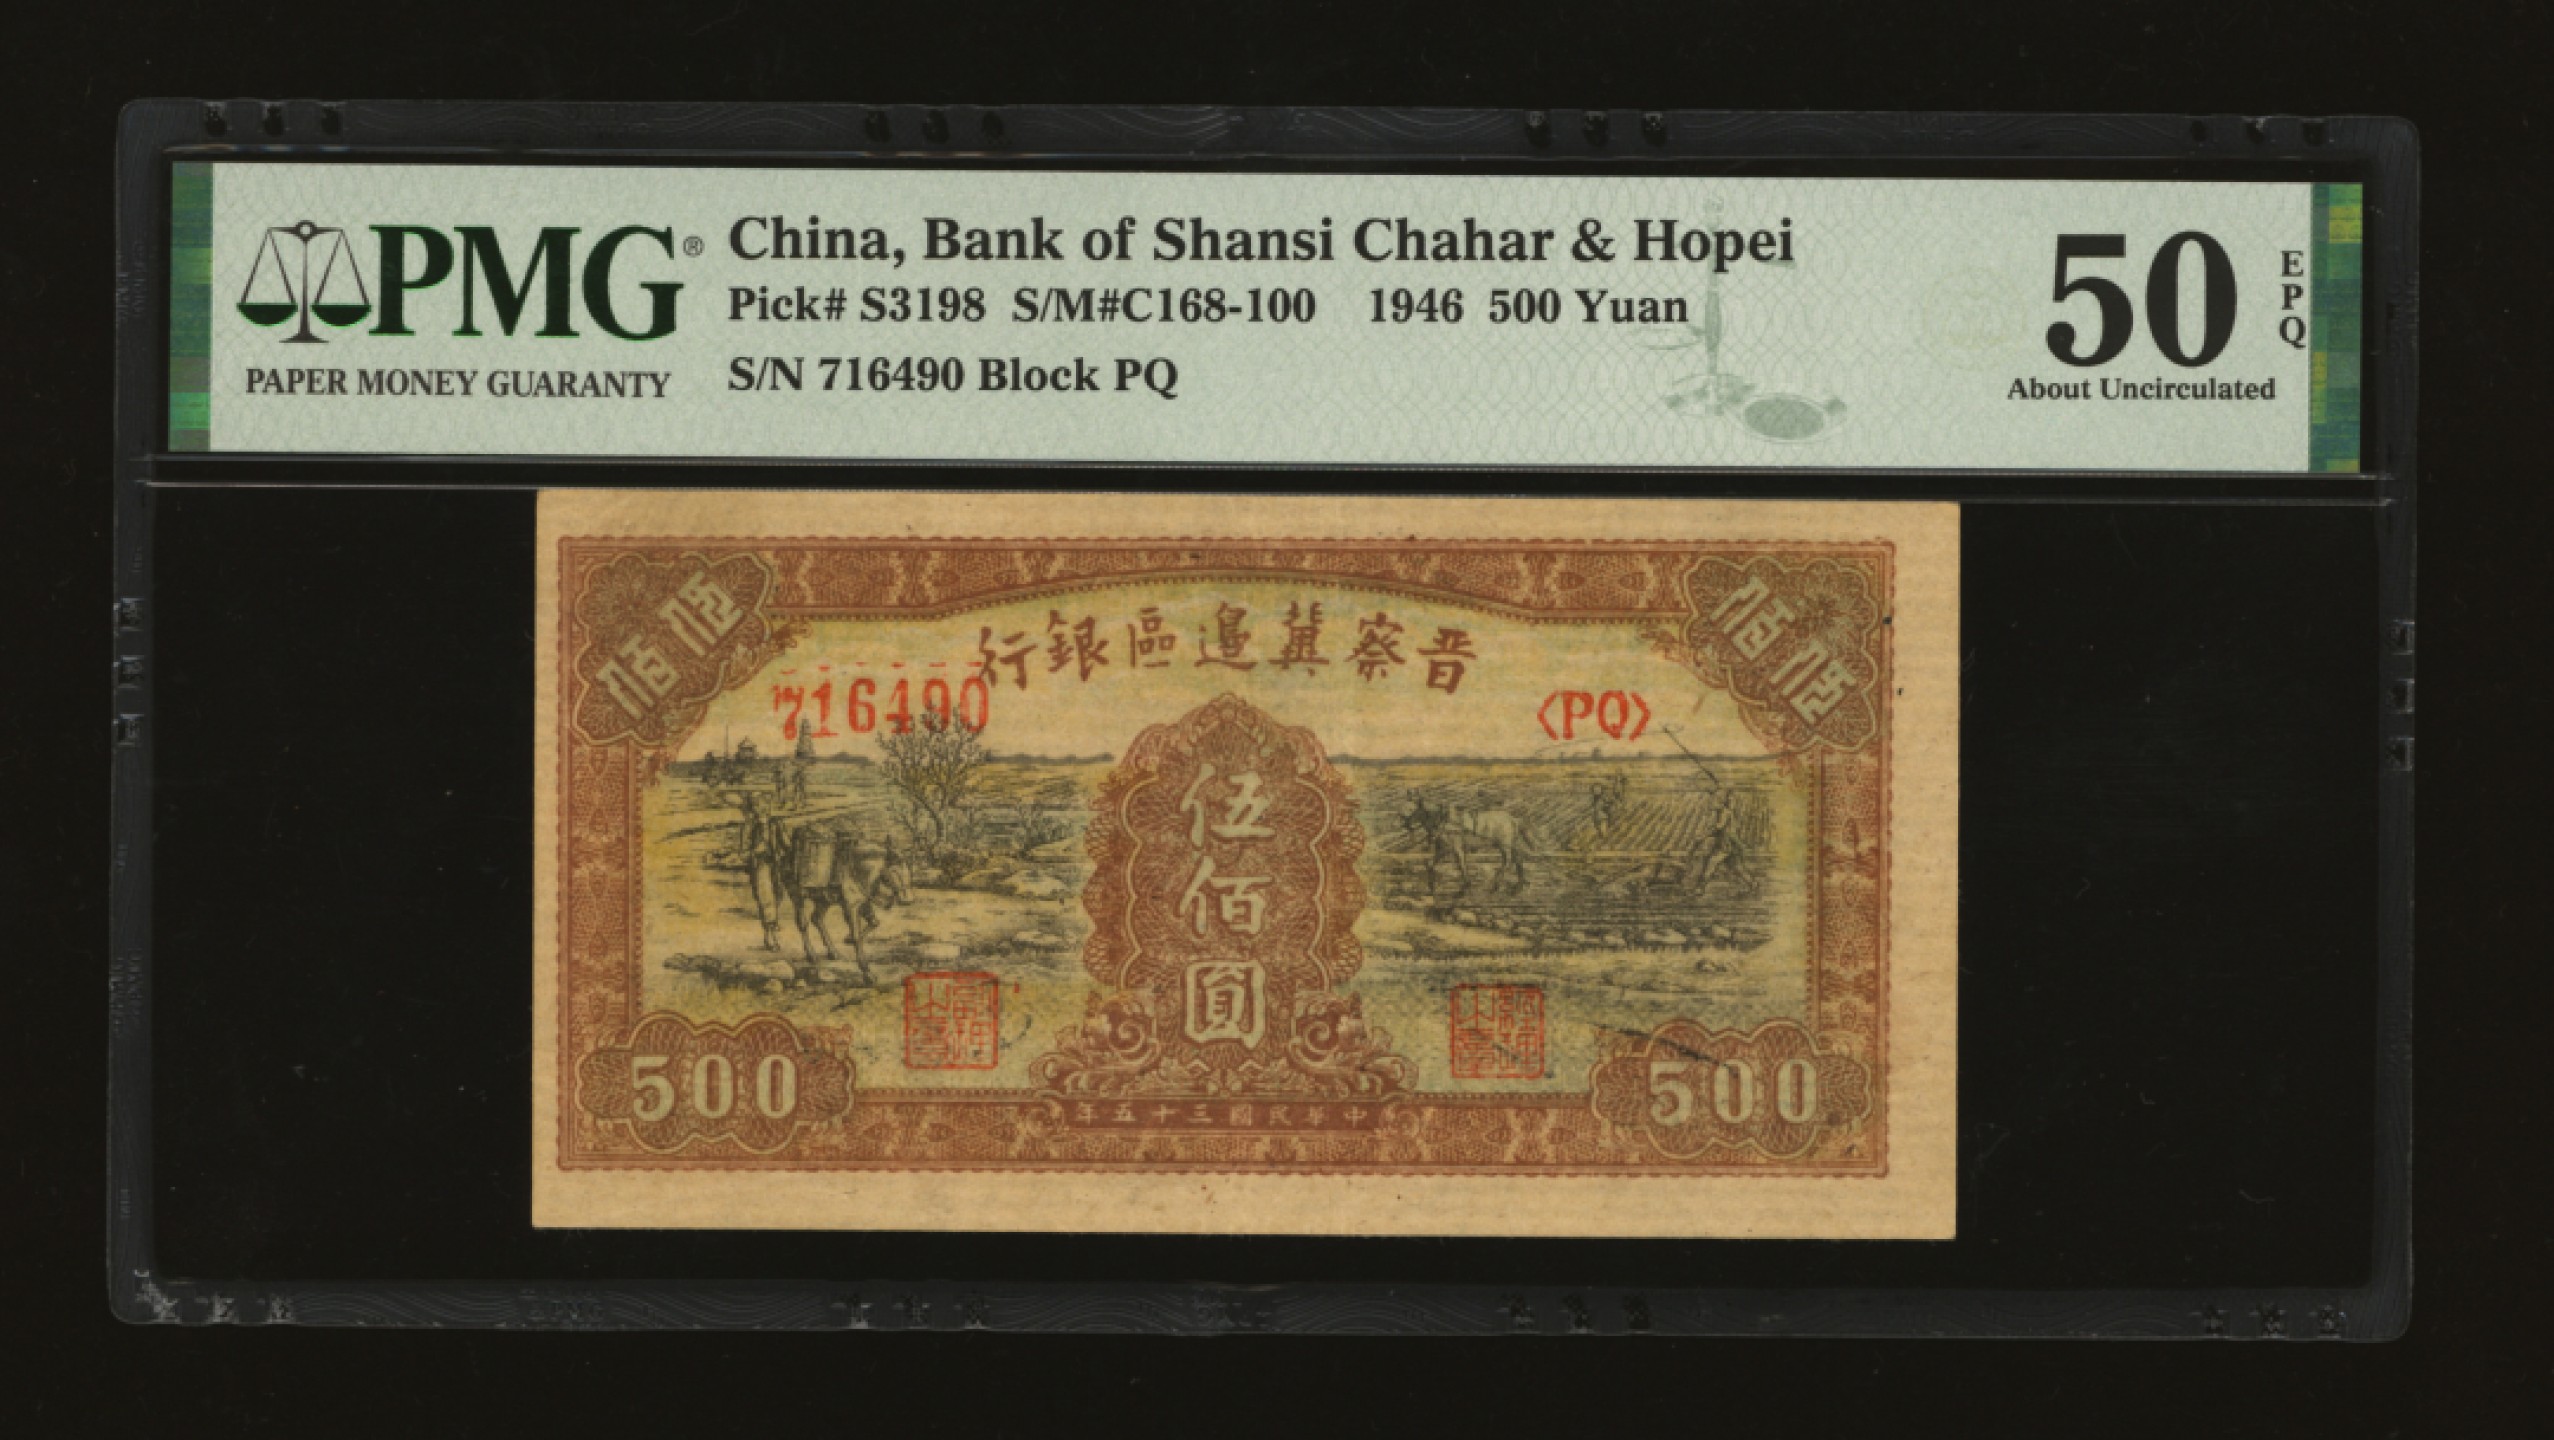 PMG®
PAPER MONEY GUARANTY
China, Bank of Shansi Chahar & Hopei
Pick# S3198 S/M#C168-100 1946 500 Yuan
S/N 716490 Block PQ
50
EPQ
About Uncirculated
伍佰
伍佰
行銀區邊冀察晋
716490
<PQ>
伍佰圓
500
500
年五十三國民華中